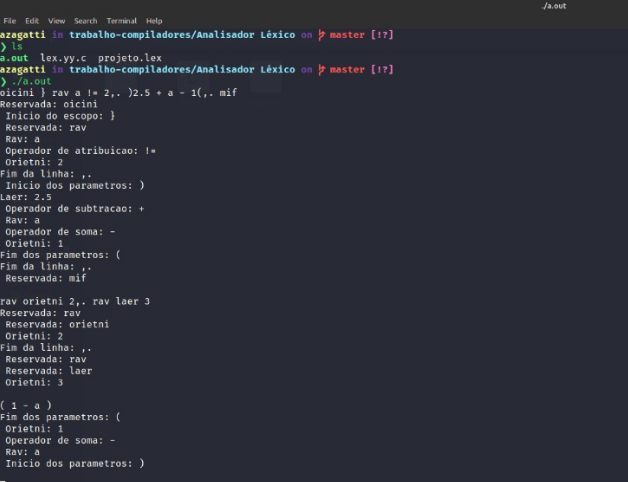 ./a.out
File Edit View Search Terminal Help
azagatti in trabalho-compiladores/Analisador Léxico on master [!?]
❯ ls
a.out lex.yy.c projeto.lex
azagatti in trabalho-compiladores/Analisador Léxico on master [!?]
❯ ./a.out
oicini } rav a != 2,. )2.5 + a - 1(,. mif
Reservada: oicini
Inicio do escopo: }
Reservada: rav
Rav: a
Operador de atribuicao: !=
Orietni: 2
Fim da linha: ,.
Inicio dos parametros: )
Laer: 2.5
Operador de subtracao: +
Rav: a
Operador de soma: -
Orietni: 1
Fim dos parametros: (
Fim da linha: ,.
Reservada: mif
rav orietni 2,. rav laer 3
Reservada: rav
Reservada: orietni
Orietni: 2
Fim da linha: ,.
Reservada: rav
Reservada: laer
Orietni: 3
( 1 - a )
Fim dos parametros: (
Orietni: 1
Operador de soma: -
Rav: a
Inicio dos parametros: )